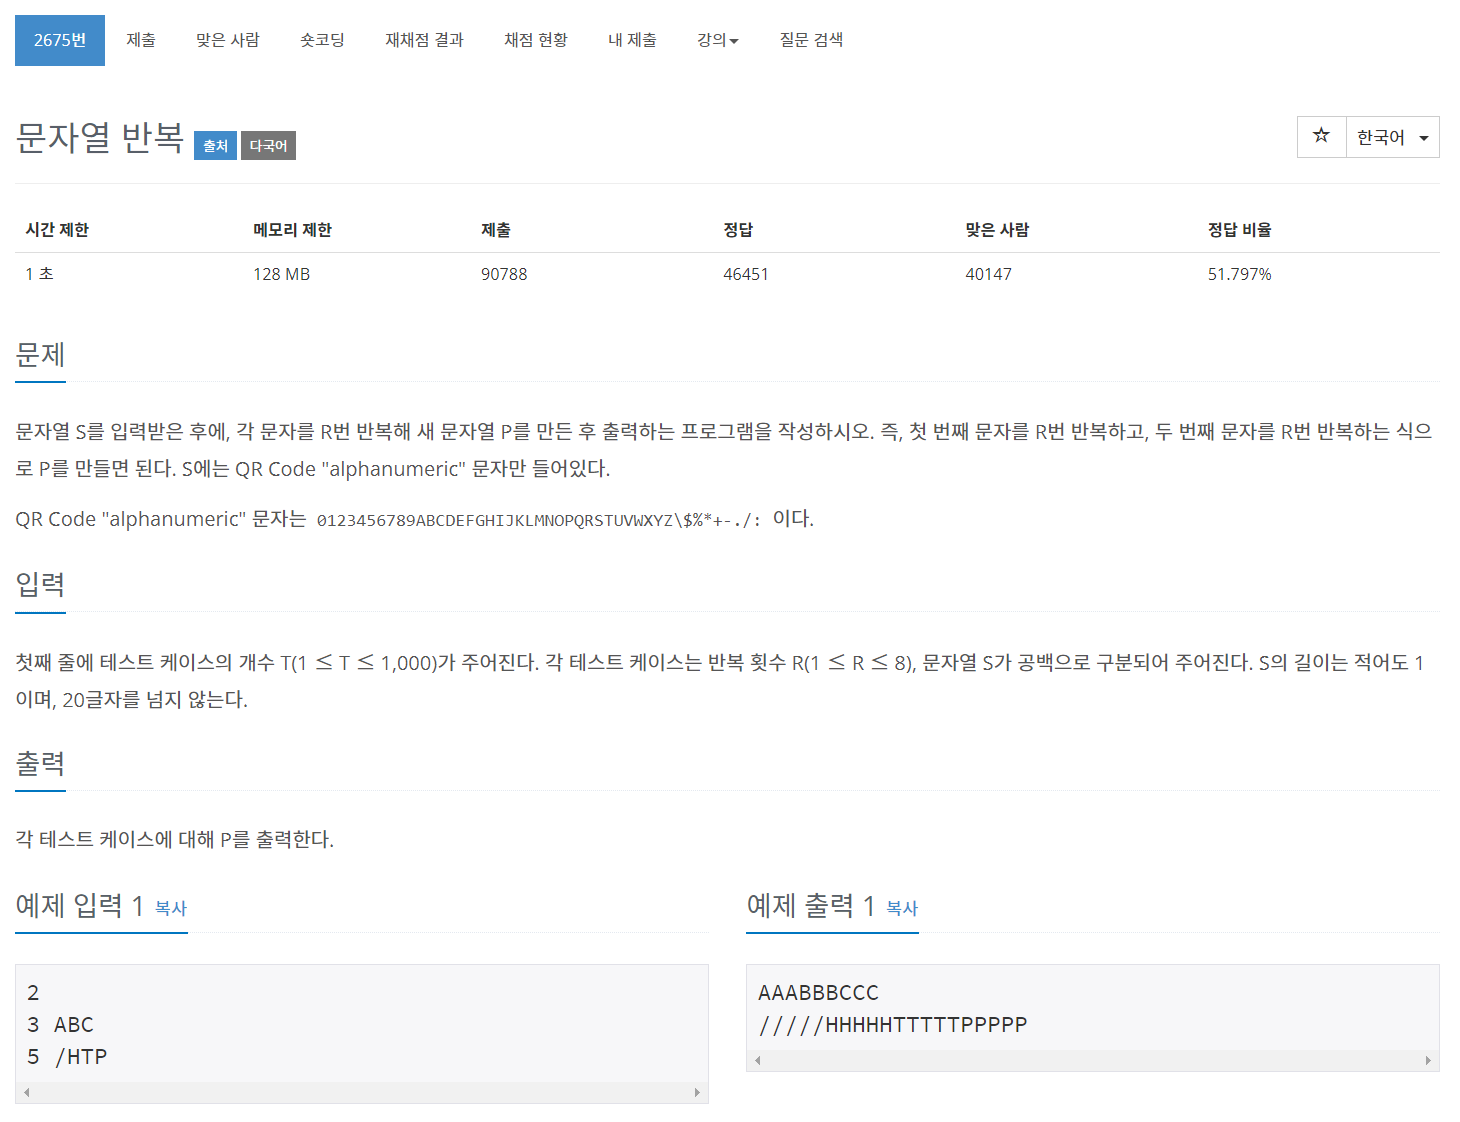 2675번 제출 맞은 사람 숏코딩 재채점 결과 채점 현황 내 제출 강의 질문 검색
문자열 반복 출처 다국어 ☆ 한국어
시간 제한 메모리 제한 제출 정답 맞은 사람 정답 비율
1 초 128 MB 90788 46451 40147 51.797%
문제
문자열 S를 입력받은 후에, 각 문자를 R번 반복해 새 문자열 P를 만든 후 출력하는 프로그램을 작성하시오. 즉, 첫 번째 문자를 R번 반복하고, 두 번째 문자를 R번 반복하는 식으
로 P를 만들면 된다. S에는 QR Code "alphanumeric" 문자만 들어있다.
QR Code "alphanumeric" 문자는 0123456789ABCDEFGHIJKLMNOPQRSTUVWXYZ\$%*+-./: 이다.
입력
첫째 줄에 테스트 케이스의 개수 T(1 ≤ T ≤ 1,000)가 주어진다. 각 테스트 케이스는 반복 횟수 R(1 ≤ R ≤ 8), 문자열 S가 공백으로 구분되어 주어진다. S의 길이는 적어도 1
이며, 20글자를 넘지 않는다.
출력
각 테스트 케이스에 대해 P를 출력한다.
예제 입력 1 복사
2
3 ABC
5 /HTP
예제 출력 1 복사
AAABBBCCC
/////HHHHHTTTTTPPPPP